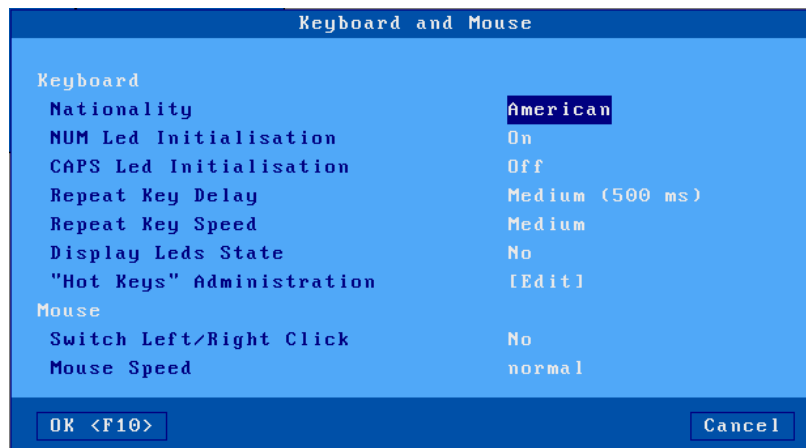 Keyboard and Mouse
Keyboard
Nationality American
NUM Led Initialisation On
CAPS Led Initialisation Off
Repeat Key Delay Medium (500 ms)
Repeat Key Speed Medium
Display Leds State No
"Hot Keys" Administration [Edit]
Mouse
Switch Left/Right Click No
Mouse Speed normal
OK <F10> Cancel